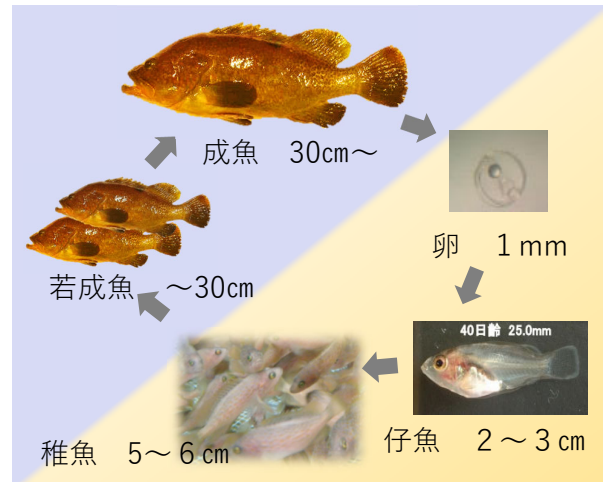 成魚　30㎝～
卵　１mm
若成魚　～30㎝
40日齢 25.0mm
仔魚　２～３㎝
稚魚　5～６㎝